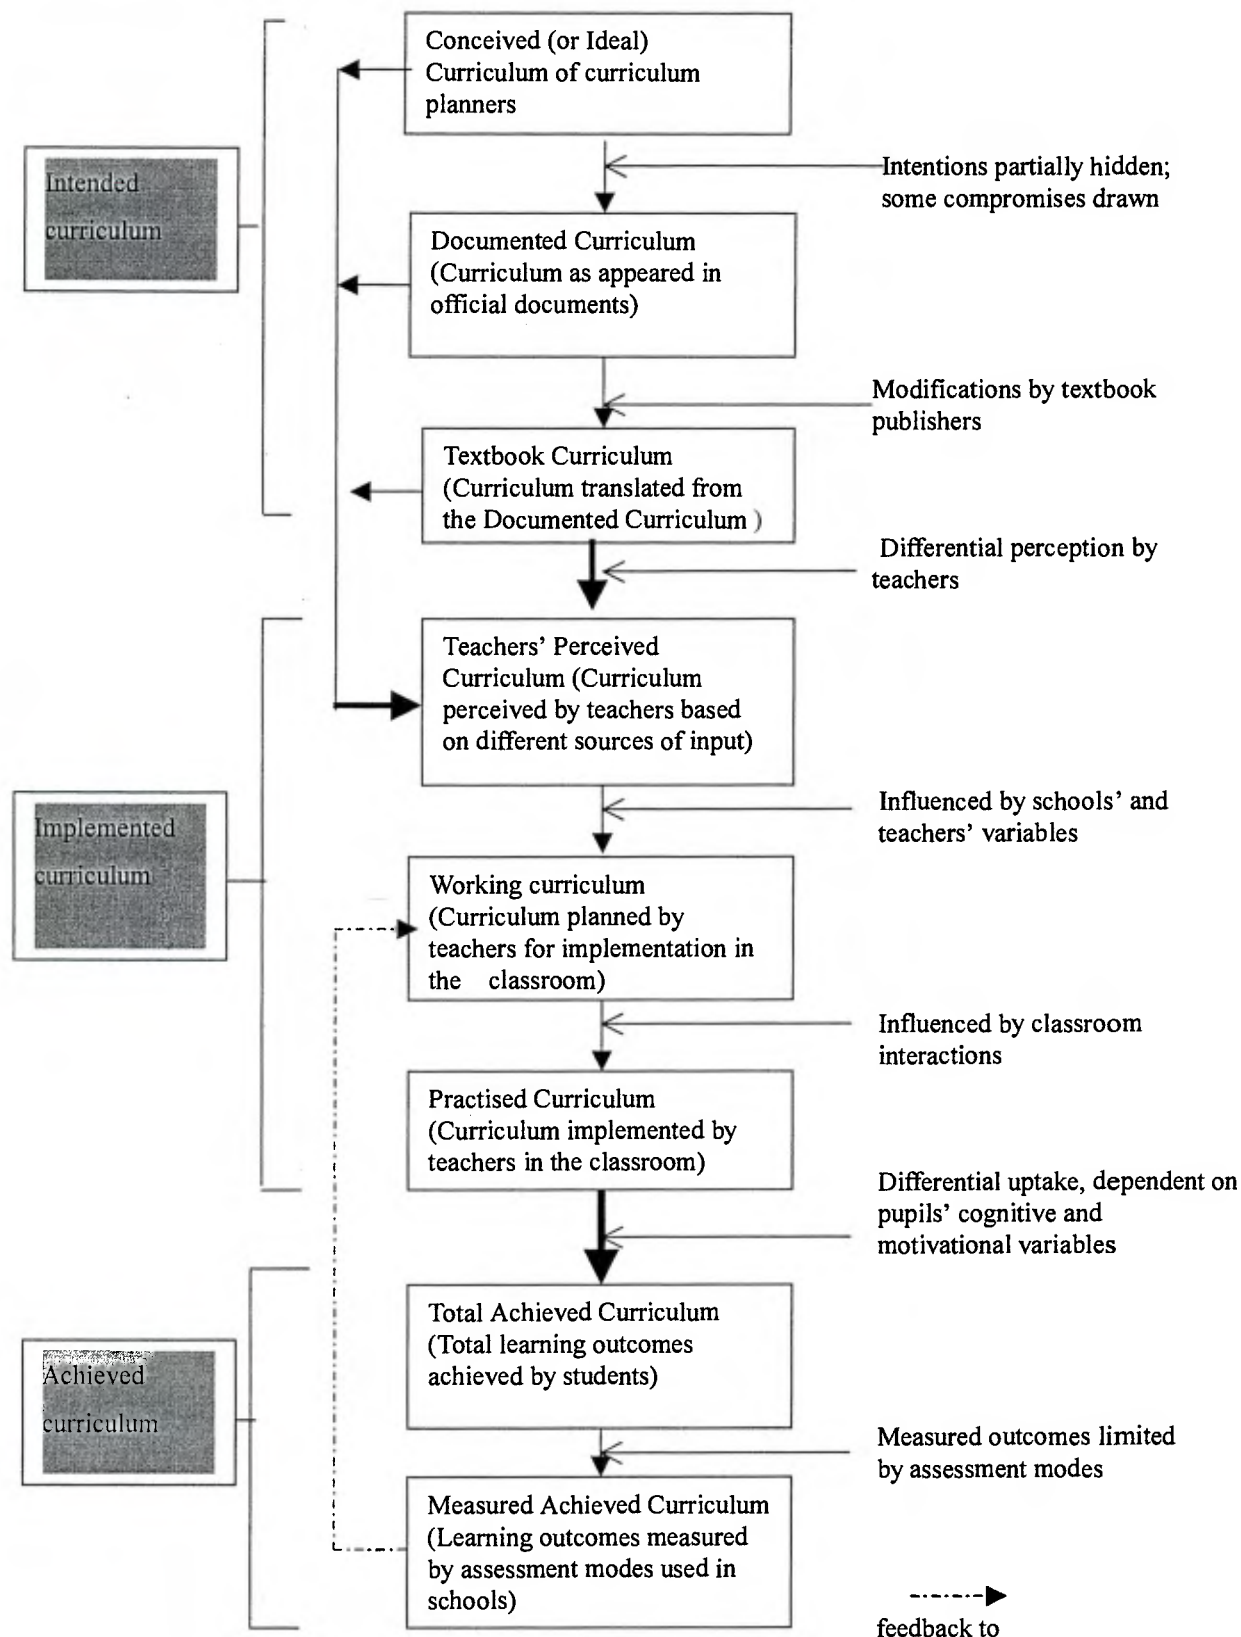 Conceived (or Ideal)
Curriculum of curriculum
planners
Intentions partially hidden;
some compromises drawn
Intended
curriculum
Documented Curriculum
(Curriculum as appeared in
official documents)
Modifications by textbook
publishers
Textbook Curriculum
(Curriculum translated from
the Documented Curriculum )
Differential perception by
teachers
Teachers' Perceived
Curriculum (Curriculum
perceived by teachers based
on different sources of input)
Influenced by schools' and
teachers' variables
Implemented
curriculum
Working curriculum
(Curriculum planned by
teachers for implementation in
the classroom)
Influenced by classroom
interactions
Practised Curriculum
(Curriculum implemented by
teachers in the classroom)
Differential uptake, dependent on
pupils' cognitive and
motivational variables
Total Achieved Curriculum
(Total learning outcomes
achieved by students)
Achieved
curriculum
Measured outcomes limited
by assessment modes
Measured Achieved Curriculum
(Learning outcomes measured
by assessment modes used in
schools)
feedback to